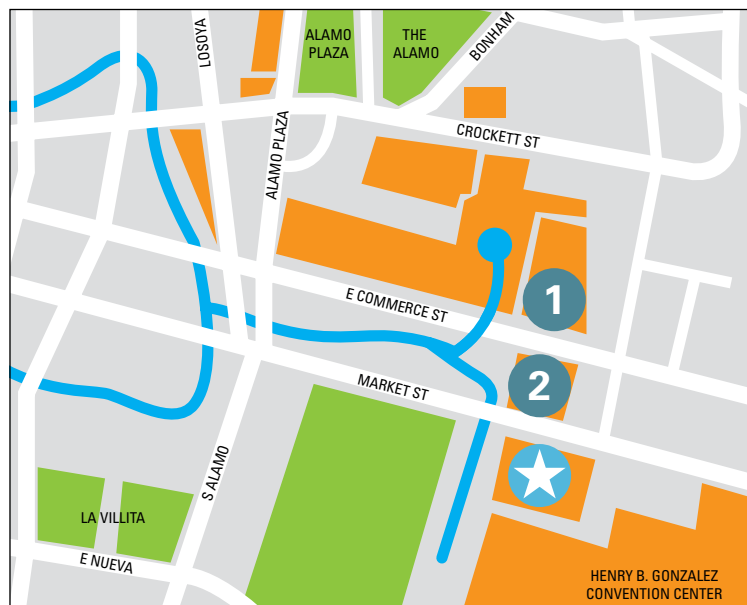 LOSOYA
ALAMO
PLAZA
THE
ALAMO
BONHAM
CROCKETT ST
ALAMO PLAZA
E COMMERCE ST
1
MARKET ST
2
S ALAMO
LA VILLITA
E NUEVA
HENRY B. GONZALEZ
CONVENTION CENTER